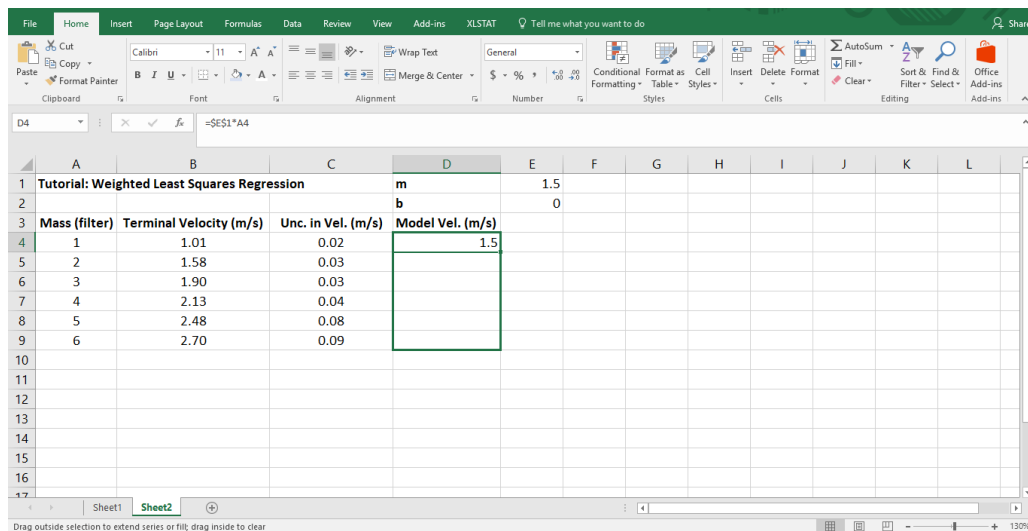 File Home Insert Page Layout Formulas Data Review View Add-ins XLSTAT Tell me what you want to do Share
Cut
Copy
Format Painter
Paste
Clipboard
Calibri 11 A A
B I U A
Font
Wrap Text
Merge & Center
Alignment
General
$ % , .0 .00 .00 .0
Number
Conditional Formatting
Format as Table
Cell Styles
Styles
Insert Delete Format
Cells
AutoSum
Fill
Clear
Sort & Filter
Find & Select
Editing
Office Add-ins
Add-ins
D4 fx =$E$1*A4
A B C D E F G H I J K L
1 Tutorial: Weighted Least Squares Regression m 1.5
2 b 0
3 Mass (filter) Terminal Velocity (m/s) Unc. in Vel. (m/s) Model Vel. (m/s)
4 1 1.01 0.02 1.5
5 2 1.58 0.03
6 3 1.90 0.03
7 4 2.13 0.04
8 5 2.48 0.08
9 6 2.70 0.09
10
11
12
13
14
15
16
17
Sheet1 Sheet2
Drag outside selection to extend series or fill; drag inside to clear 130%